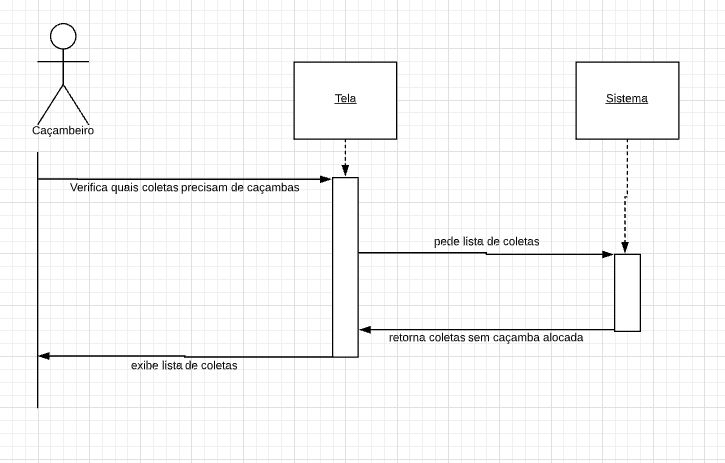 Caçambeiro
Tela
Sistema
Verifica quais coletas precisam de caçambas
pede lista de coletas
retorna coletas sem caçamba alocada
exibe lista de coletas